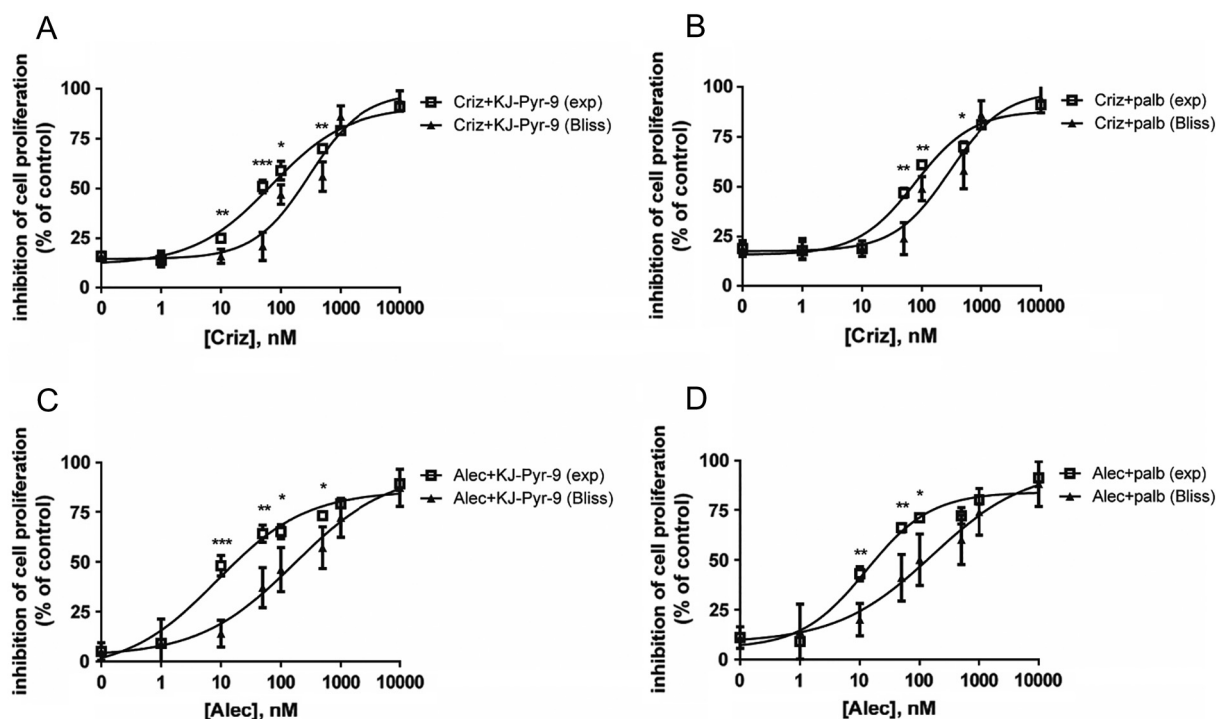 A
inhibition of cell proliferation
(% of control)
100
75
50
25
0
** *** * **
0 1 10 100 1000 10000
[Criz], nM
Criz+KJ-Pyr-9 (exp)
Criz+KJ-Pyr-9 (Bliss)
B
inhibition of cell proliferation
(% of control)
100
75
50
25
0
** ** *
0 1 10 100 1000 10000
[Criz], nM
Criz+palb (exp)
Criz+palb (Bliss)
C
inhibition of cell proliferation
(% of control)
100
75
50
25
0
*** ** * *
0 1 10 100 1000 10000
[Alec], nM
Alec+KJ-Pyr-9 (exp)
Alec+KJ-Pyr-9 (Bliss)
D
inhibition of cell proliferation
(% of control)
100
75
50
25
0
** ** *
0 1 10 100 1000 10000
[Alec], nM
Alec+palb (exp)
Alec+palb (Bliss)